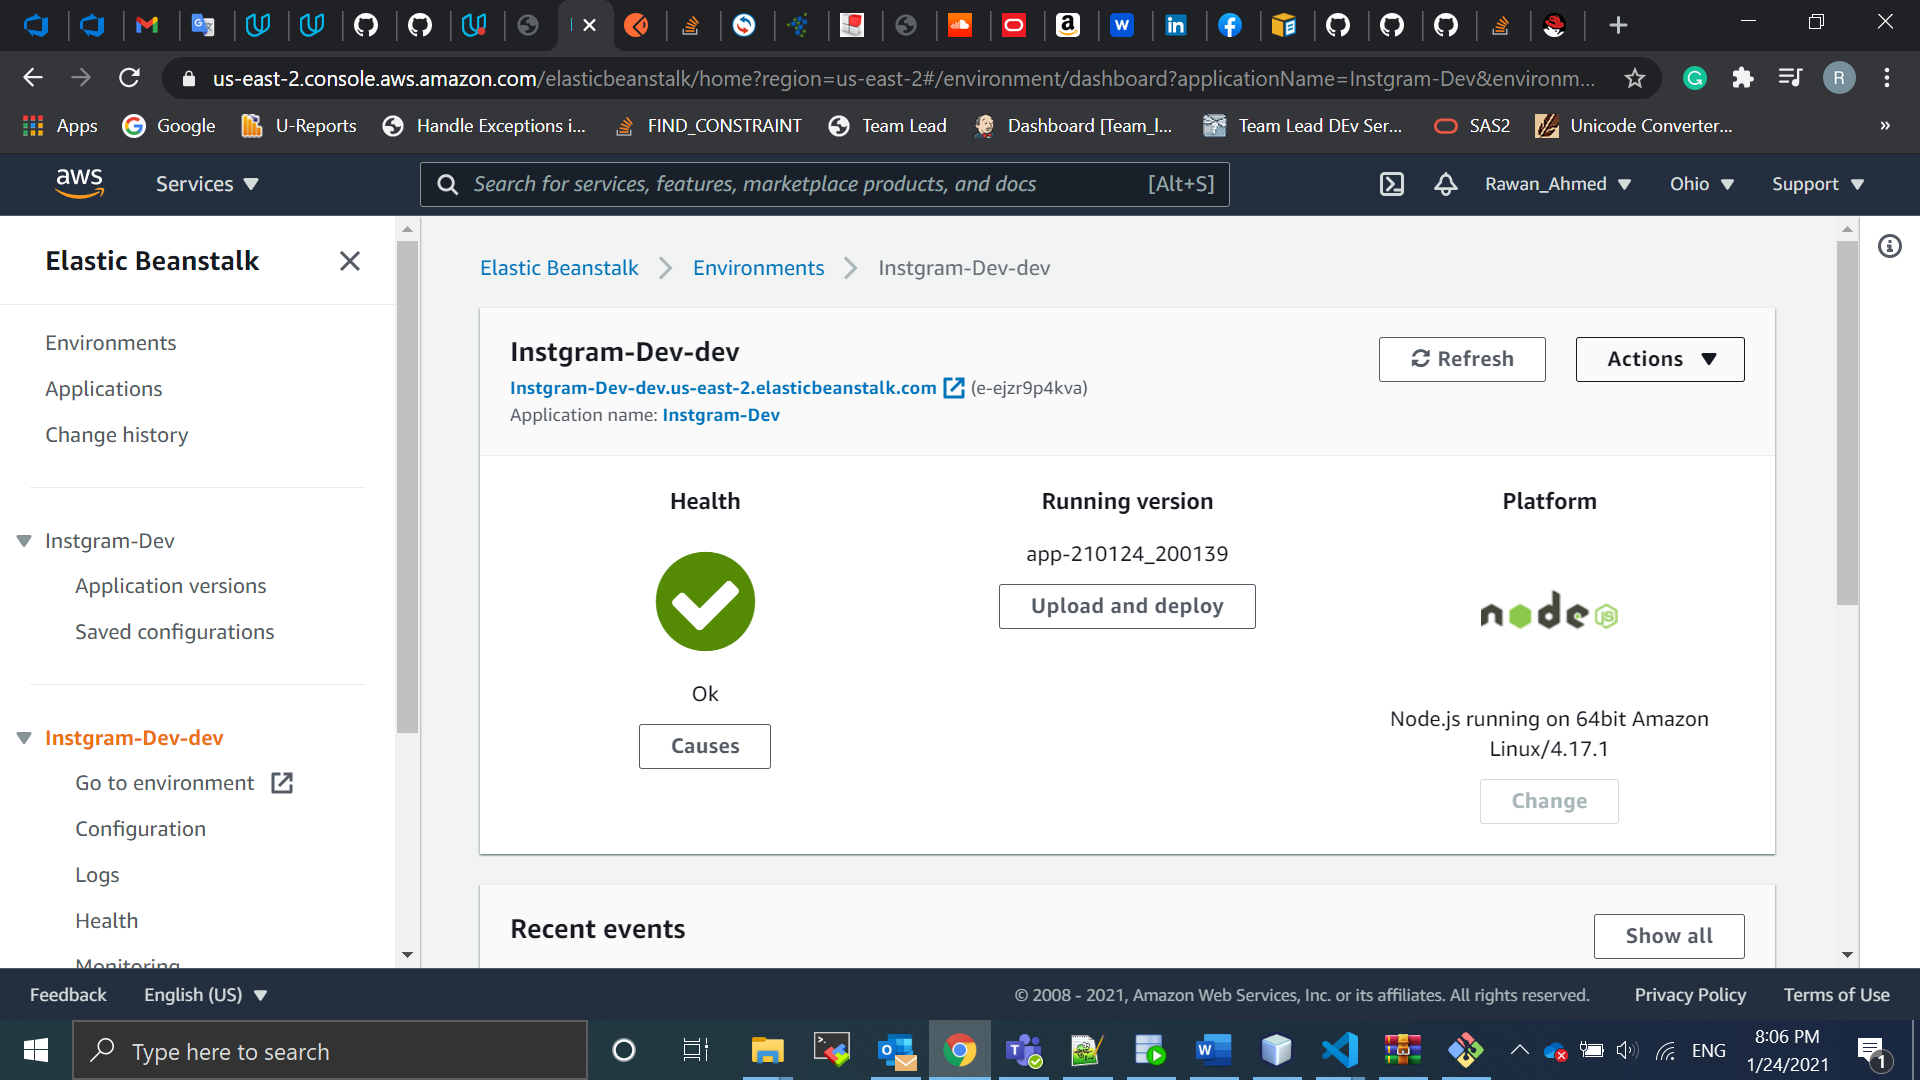 us-east-2.console.aws.amazon.com/elasticbeanstalk/home?region=us-east-2#/environment/dashboard?applicationName=Instgram-Dev&environm...
R
Apps
Google
U-Reports
Handle Exceptions i...
FIND_CONSTRAINT
Team Lead
Dashboard [Team_l...
Team Lead DEv Ser...
SAS2
Unicode Converter...
»
aws
Services
Search for services, features, marketplace products, and docs
[Alt+S]
Rawan_Ahmed
Ohio
Support
Elastic Beanstalk
Environments
Applications
Change history
Instgram-Dev
Application versions
Saved configurations
Instgram-Dev-dev
Go to environment
Configuration
Logs
Health
Monitoring
Elastic Beanstalk
Environments
Instgram-Dev-dev
Instgram-Dev-dev
Instgram-Dev-dev.us-east-2.elasticbeanstalk.com (e-ejzr9p4kva)
Application name: Instgram-Dev
Refresh
Actions
Health
Ok
Causes
Running version
app-210124_200139
Upload and deploy
Platform
node JS
Node.js running on 64bit Amazon
Linux/4.17.1
Change
Recent events
Show all
Feedback
English (US)
© 2008 - 2021, Amazon Web Services, Inc. or its affiliates. All rights reserved.
Privacy Policy
Terms of Use
Type here to search
ENG
8:06 PM
1/24/2021
1